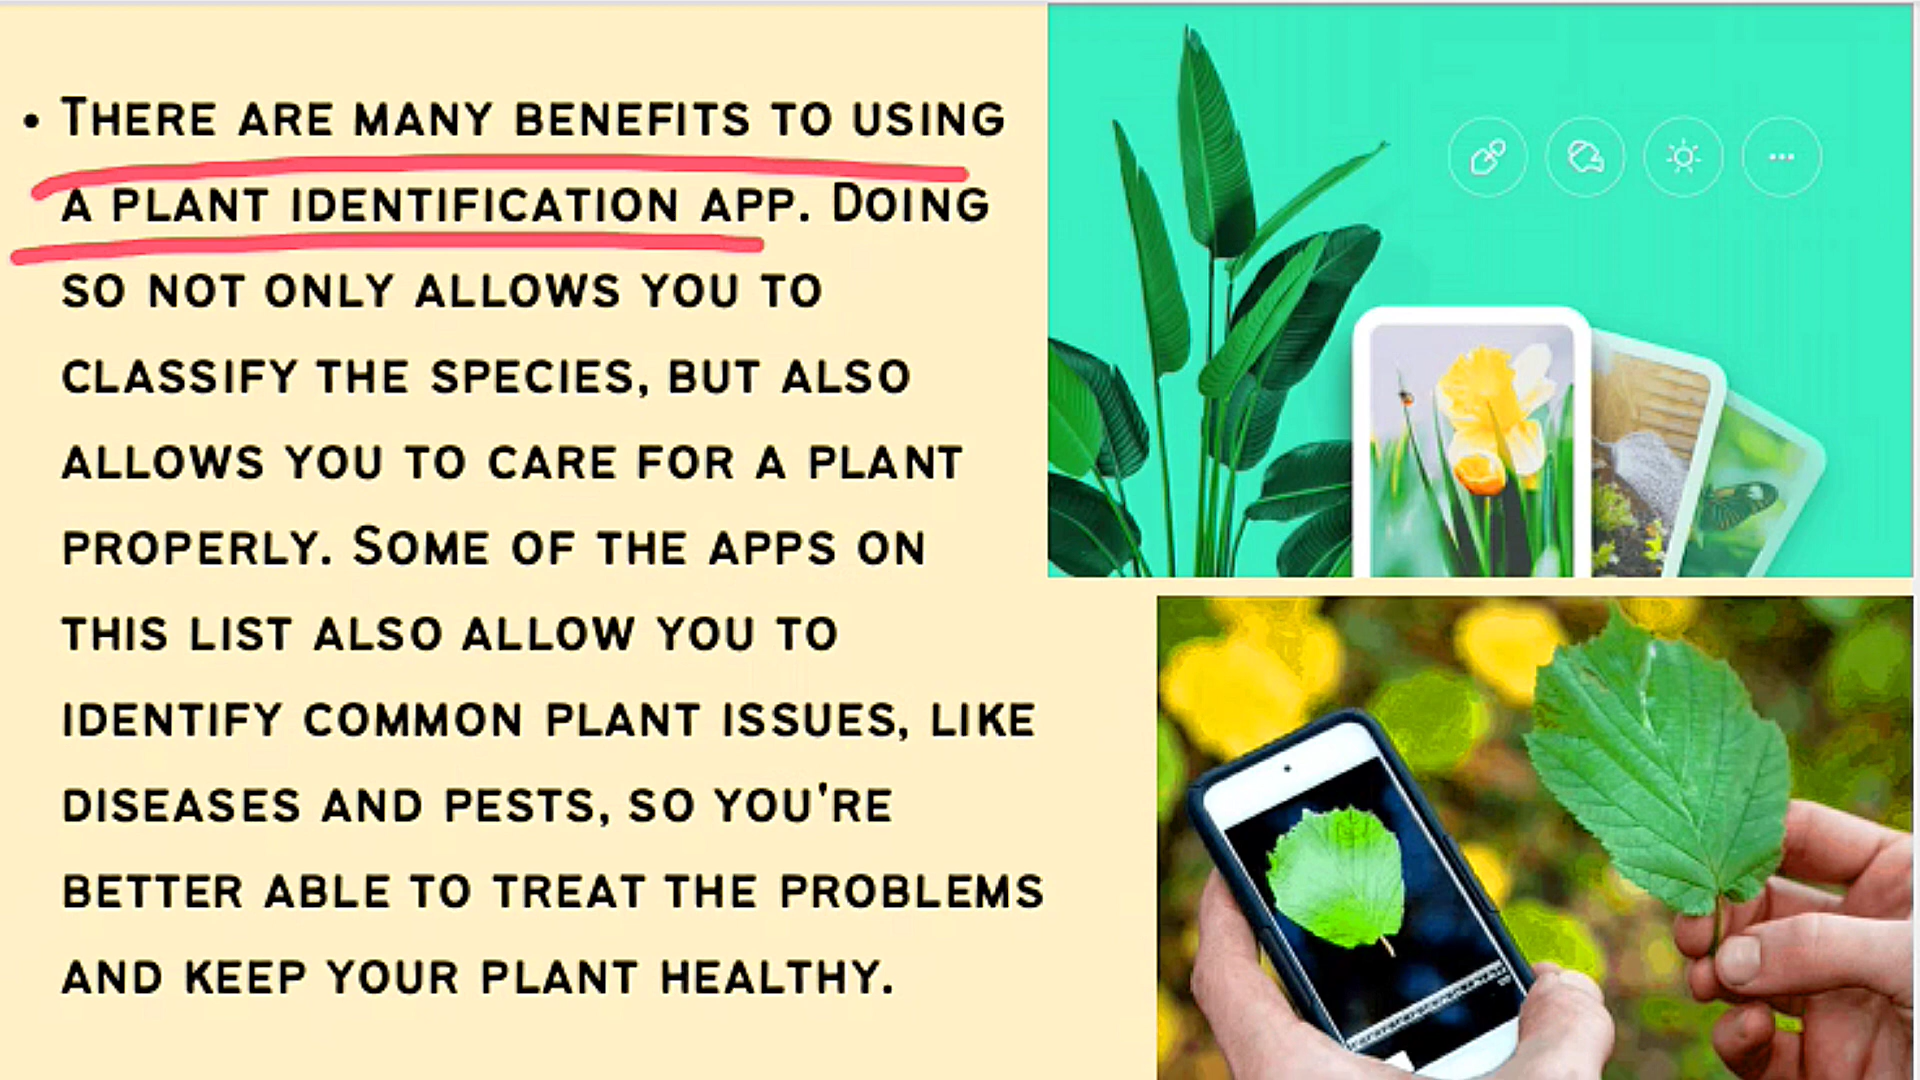 • There are many benefits to using
a plant identification app. Doing
so not only allows you to
classify the species, but also
allows you to care for a plant
properly. Some of the apps on
this list also allow you to
identify common plant issues, like
diseases and pests, so you're
better able to treat the problems
and keep your plant healthy.